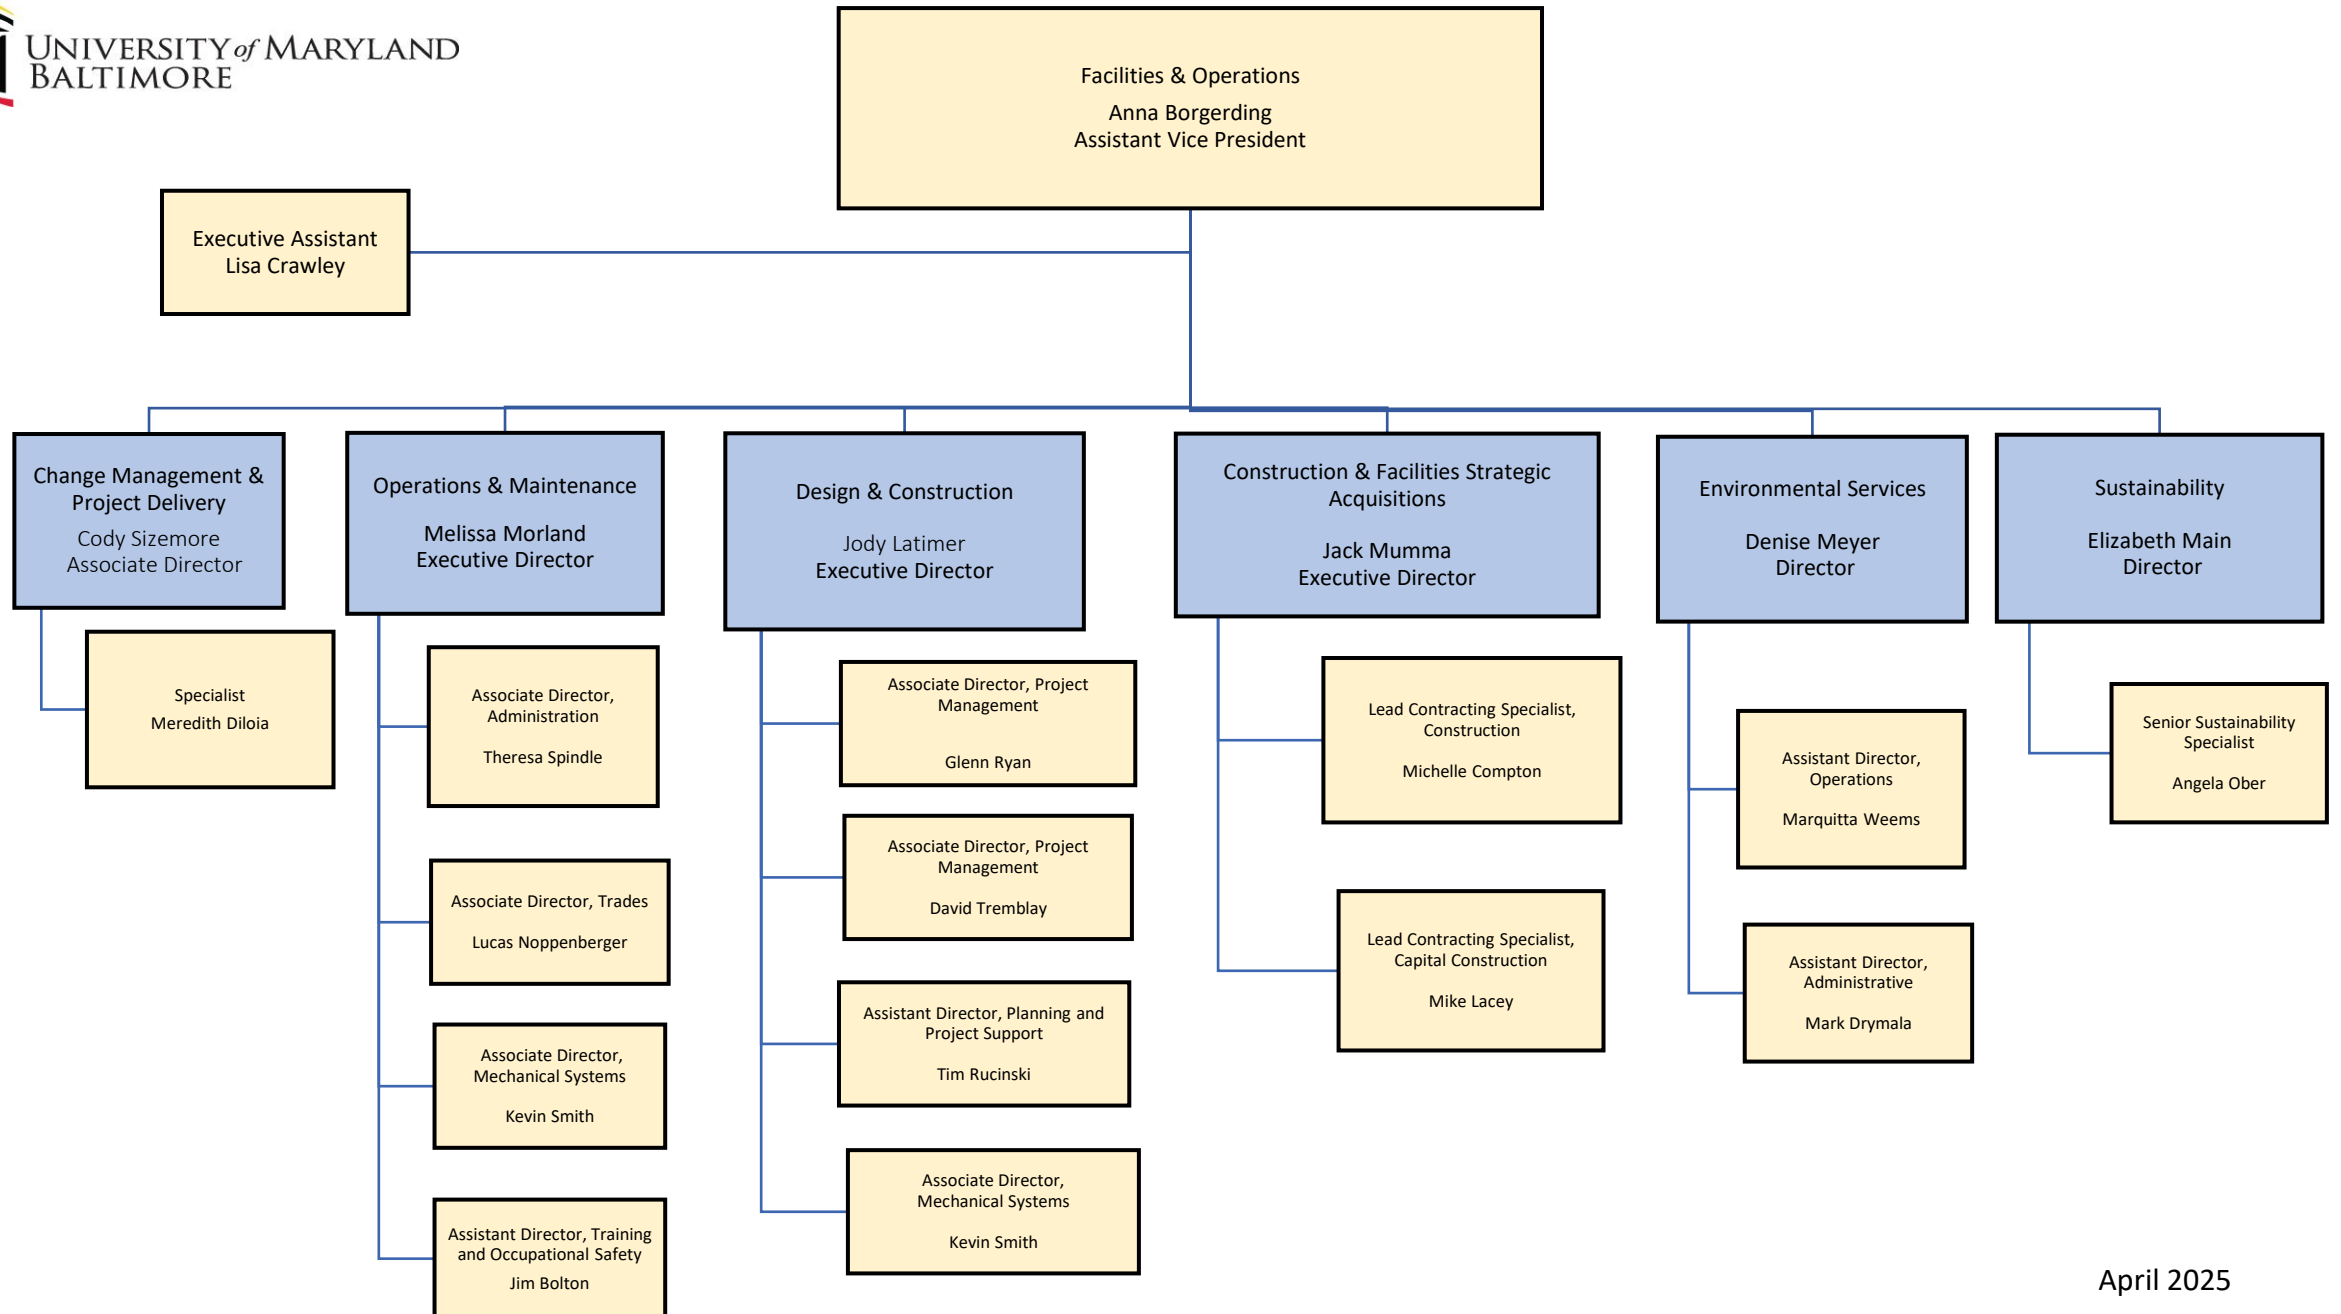 UNIVERSITY of MARYLAND
BALTIMORE
Facilities & Operations
Anna Borgerding
Assistant Vice President
Executive Assistant
Lisa Crawley
Change Management &
Project Delivery
Cody Sizemore
Associate Director
Specialist
Meredith Diloia
Operations & Maintenance
Melissa Morland
Executive Director
Associate Director,
Administration
Theresa Spindle
Associate Director, Trades
Lucas Noppenberger
Associate Director,
Mechanical Systems
Kevin Smith
Assistant Director, Training
and Occupational Safety
Jim Bolton
Design & Construction
Jody Latimer
Executive Director
Associate Director, Project
Management
Glenn Ryan
Associate Director, Project
Management
David Tremblay
Assistant Director, Planning and
Project Support
Tim Rucinski
Associate Director,
Mechanical Systems
Kevin Smith
Construction & Facilities Strategic
Acquisitions
Jack Mumma
Executive Director
Lead Contracting Specialist,
Construction
Michelle Compton
Lead Contracting Specialist,
Capital Construction
Mike Lacey
Environmental Services
Denise Meyer
Director
Assistant Director,
Operations
Marquitta Weems
Assistant Director,
Administrative
Mark Drymala
Sustainability
Elizabeth Main
Director
Senior Sustainability
Specialist
Angela Ober
April 2025